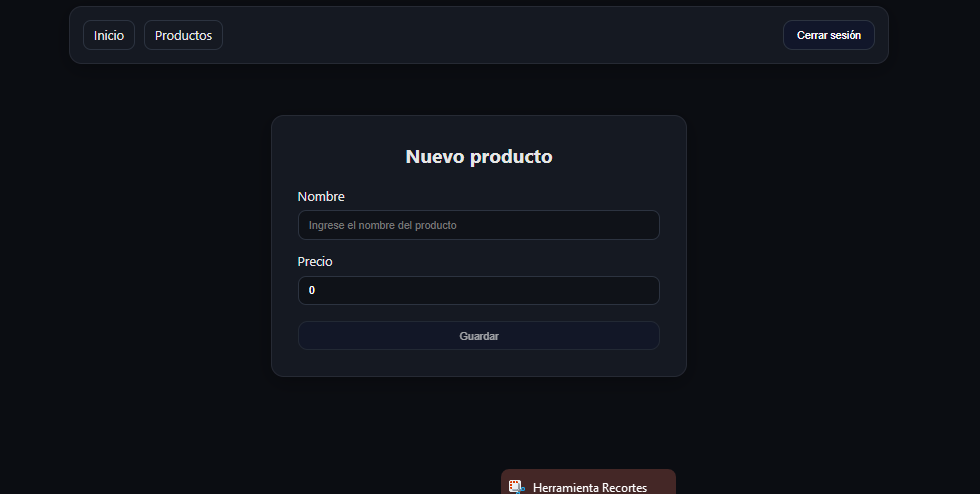 Inicio
Productos
Cerrar sesión
Nuevo producto
Nombre
Ingrese el nombre del producto
Precio
0
Guardar
Herramienta Recortes